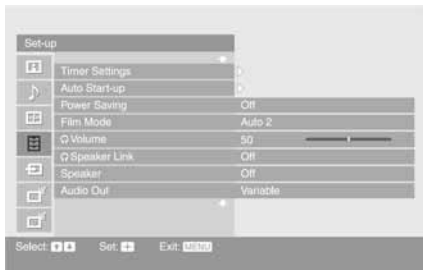 Set-up
Timer Settings
Auto Start-up
Power Saving Off
Film Mode Auto 2
Volume 50
Speaker Link Off
Speaker Off
Audio Out Variable
Select: Set: Exit: MENU